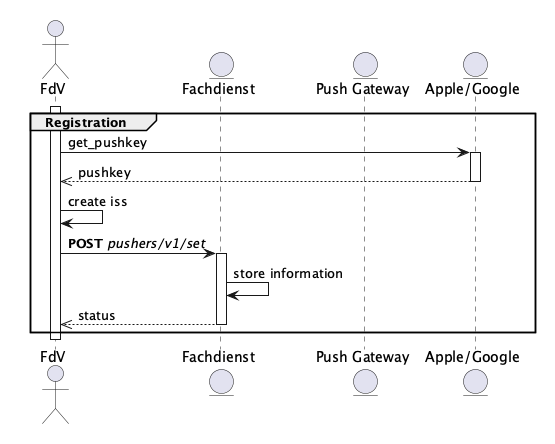 FdV Fachdienst Push Gateway Apple/Google
Registration
get_pushkey
pushkey
create iss
POST pushers/v1/set
store information
status
FdV Fachdienst Push Gateway Apple/Google